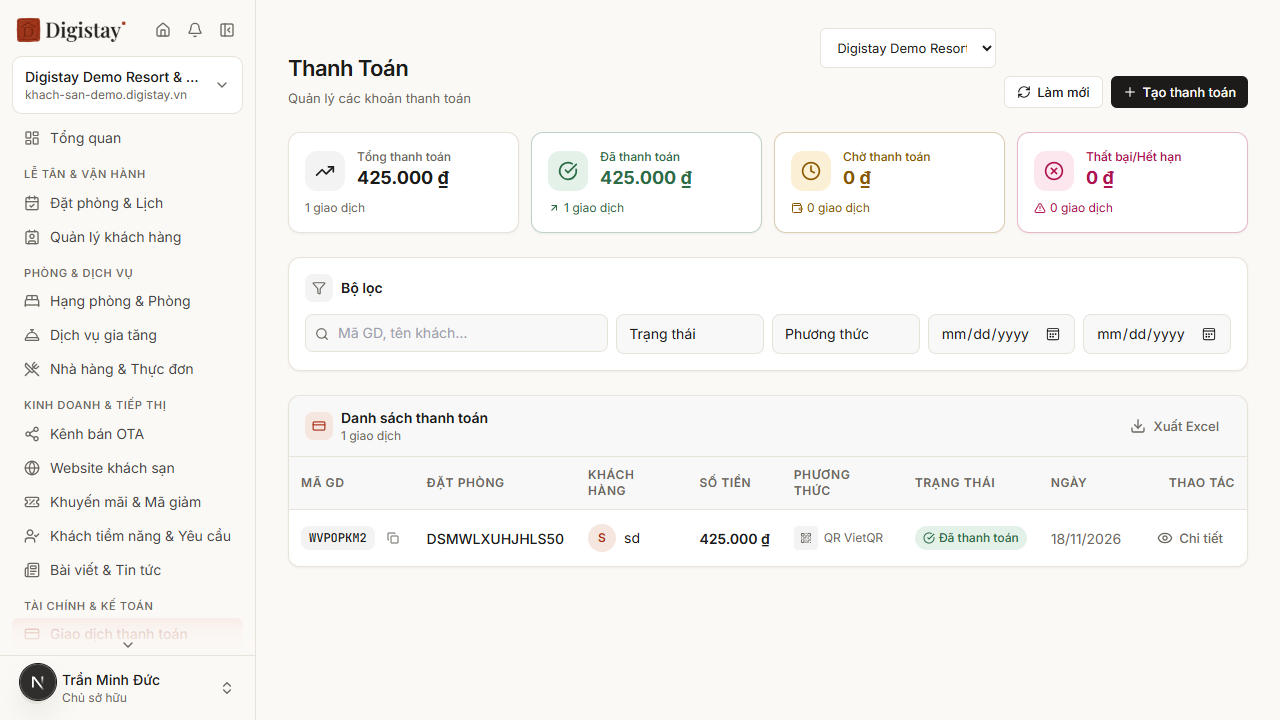 Digistay
Digistay Demo Resort & ...
khach-san-demo.digistay.vn
Tổng quan
LỄ TÂN & VẬN HÀNH
Đặt phòng & Lịch
Quản lý khách hàng
PHÒNG & DỊCH VỤ
Hạng phòng & Phòng
Dịch vụ gia tăng
Nhà hàng & Thực đơn
KINH DOANH & TIẾP THỊ
Kênh bán OTA
Website khách sạn
Khuyến mãi & Mã giảm
Khách tiềm năng & Yêu cầu
Bài viết & Tin tức
TÀI CHÍNH & KẾ TOÁN
Giao dịch thanh toán
N
Trần Minh Đức
Chủ sở hữu
Digistay Demo Resort
Thanh Toán
Quản lý các khoản thanh toán
Làm mới
Tạo thanh toán
Tổng thanh toán
425.000 ₫
1 giao dịch
Đã thanh toán
425.000 ₫
1 giao dịch
Chờ thanh toán
0 ₫
0 giao dịch
Thất bại/Hết hạn
0 ₫
0 giao dịch
Bộ lọc
Mã GD, tên khách...
Trạng thái
Phương thức
mm/dd/yyyy
mm/dd/yyyy
Danh sách thanh toán
1 giao dịch
Xuất Excel
MÃ GD ĐẶT PHÒNG KHÁCH HÀNG SỐ TIỀN PHƯƠNG THỨC TRẠNG THÁI NGÀY THAO TÁC
WVPOPKM2 DSMWLXUHJHLS50 S sd 425.000 ₫ QR VietQR Đã thanh toán 18/11/2026 Chi tiết